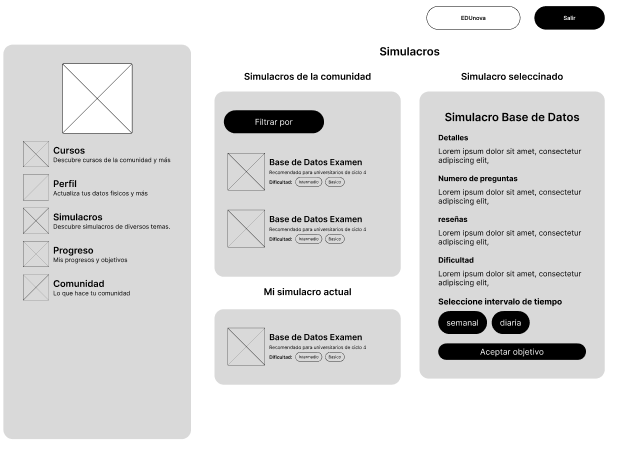 EDUnova
Salir
Simulacros
Cursos
Descubre cursos de la comunidad y más
Perfil
Actualiza tus datos físicos y más
Simulacros
Descubre simulacros de diversos temas.
Progreso
Mis progresos y objetivos
Comunidad
Lo que hace tu comunidad
Simulacros de la comunidad
Filtrar por
Base de Datos Examen
Recomendado para universitarios de ciclo 4
Dificultad: Intermedio Básico
Base de Datos Examen
Recomendado para universitarios de ciclo 4
Dificultad: Intermedio Básico
Mi simulacro actual
Base de Datos Examen
Recomendado para universitarios de ciclo 4
Dificultad: Intermedio Básico
Simulacro seleccinado
Simulacro Base de Datos
Detalles
Lorem ipsum dolor sit amet, consectetur
adipiscing elit,
Numero de preguntas
Lorem ipsum dolor sit amet, consectetur
adipiscing elit,
reseñas
Lorem ipsum dolor sit amet, consectetur
adipiscing elit,
Dificultad
Lorem ipsum dolor sit amet, consectetur
adipiscing elit,
Seleccione intervalo de tiempo
semanal diaria
Aceptar objetivo